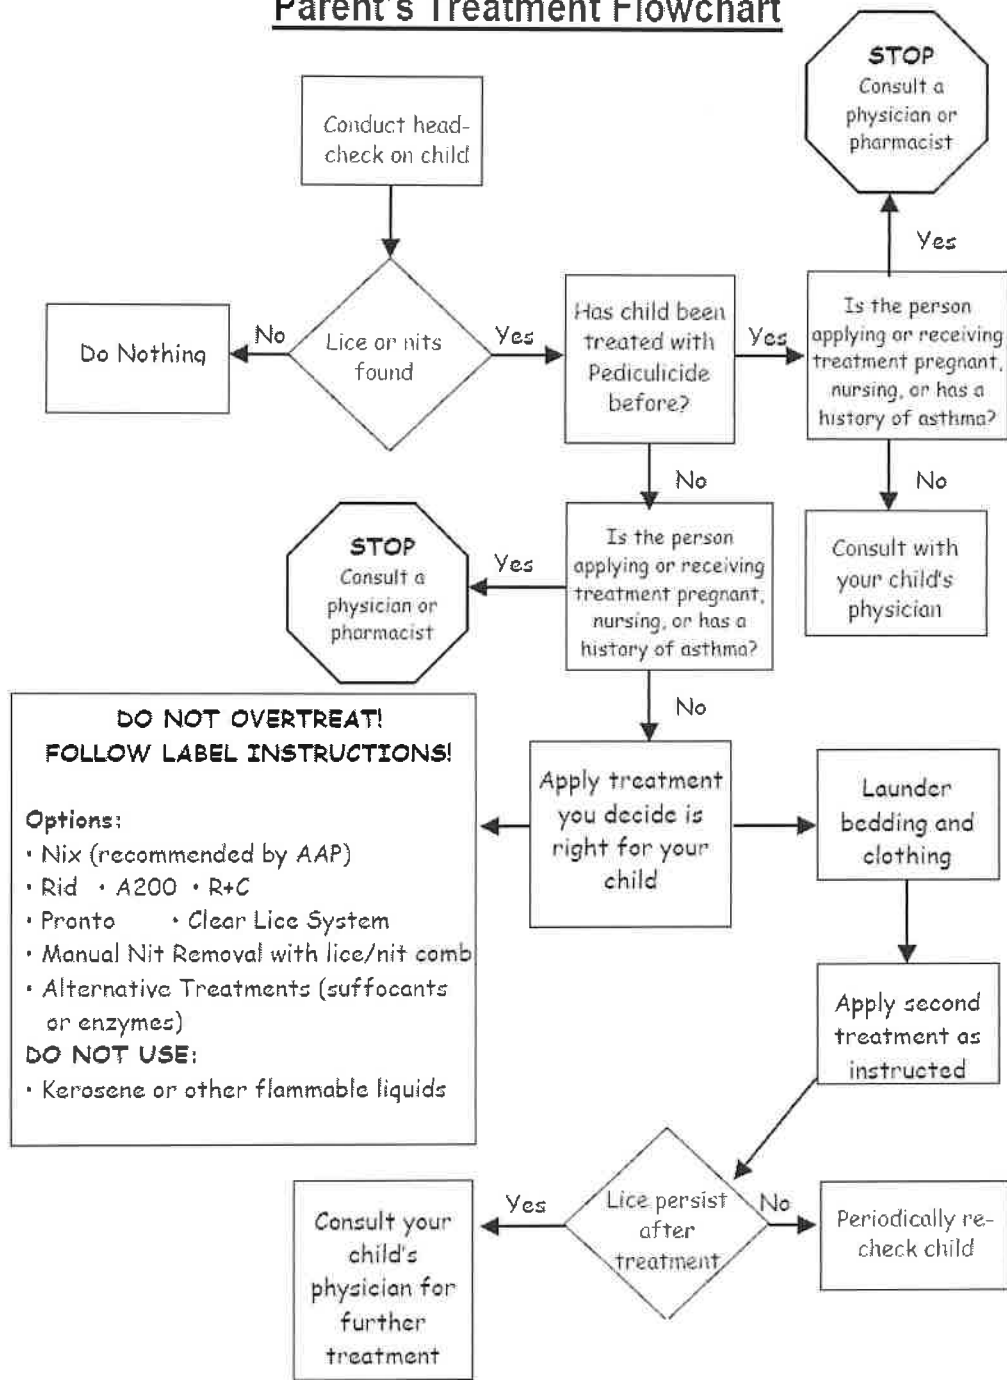 Parent's Treatment Flowchart
STOP
Consult a
physician or
pharmacist
Conduct head-
check on child
Yes
Do Nothing
No
Lice or nits
found
Yes
Has child been
treated with
Pediculicide
before?
Yes
Is the person
applying or receiving
treatment pregnant,
nursing, or has a
history of asthma?
No
No
STOP
Consult a
physician or
pharmacist
Yes
Is the person
applying or receiving
treatment pregnant,
nursing, or has a
history of asthma?
Consult with
your child's
physician
No
DO NOT OVERTREAT!
FOLLOW LABEL INSTRUCTIONS!
Options:
• Nix (recommended by AAP)
• Rid • A200 • R+C
• Pronto • Clear Lice System
• Manual Nit Removal with lice/nit comb
• Alternative Treatments (suffocants
or enzymes)
DO NOT USE:
• Kerosene or other flammable liquids
Apply treatment
you decide is
right for your
child
Launder
bedding and
clothing
Apply second
treatment as
instructed
Lice persist
after
treatment
Yes
No
Consult your
child's
physician for
further
treatment
Periodically re-
check child